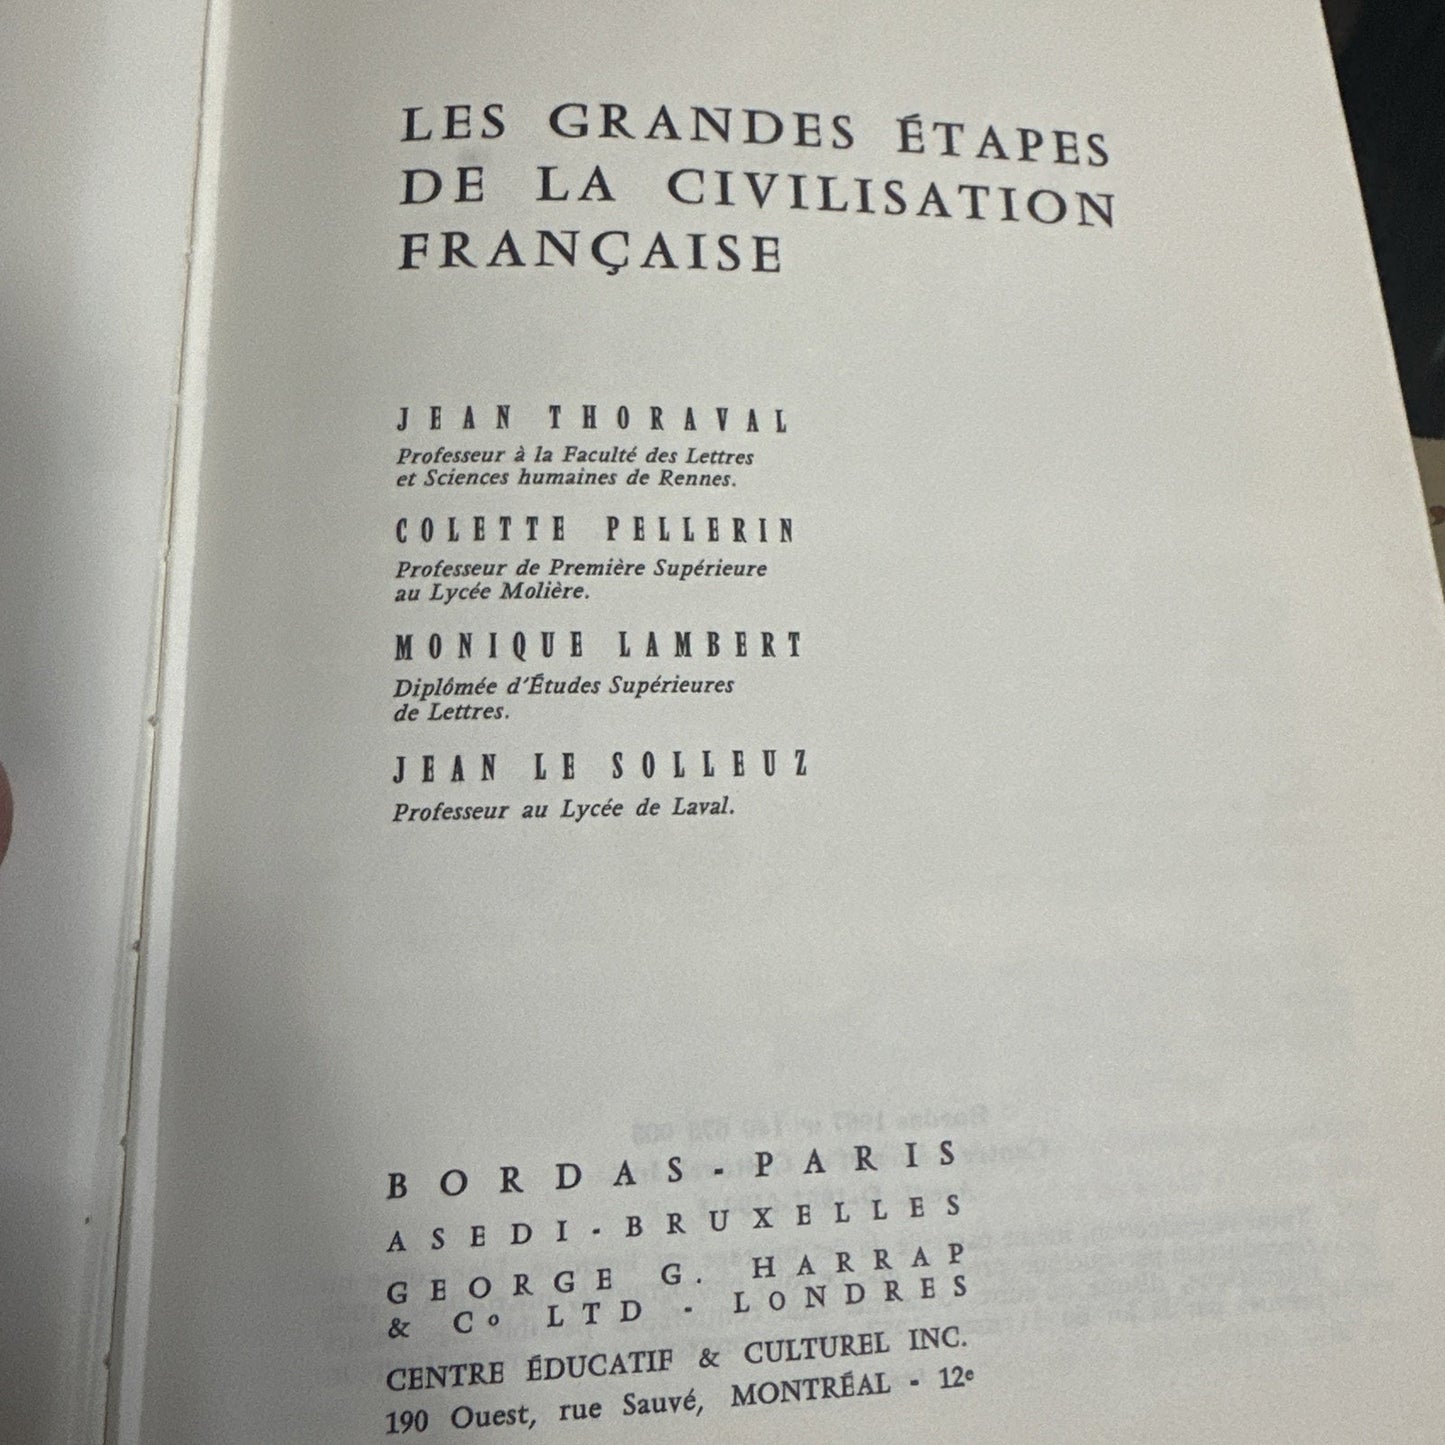 LES GRANDES ÉTAPES
DE LA CIVILISATION
FRANÇAISE
JEAN THORAVAL
Professeur à la Faculté des Lettres
et Sciences humaines de Rennes.
COLETTE PELLERIN
Professeur de Première Supérieure
au Lycée Molière.
MONIQUE LAMBERT
Diplômée d'Études Supérieures
de Lettres.
JEAN LE SOLLEUZ
Professeur au Lycée de Laval.
BORDAS-PARIS
ASEDI-BRUXELLES
GEORGE G. HARRAP
& Cº LTD - LONDRES
CENTRE ÉDUCATIF & CULTUREL INC.
190 Ouest, rue Sauvé, MONTRÉAL - 12e